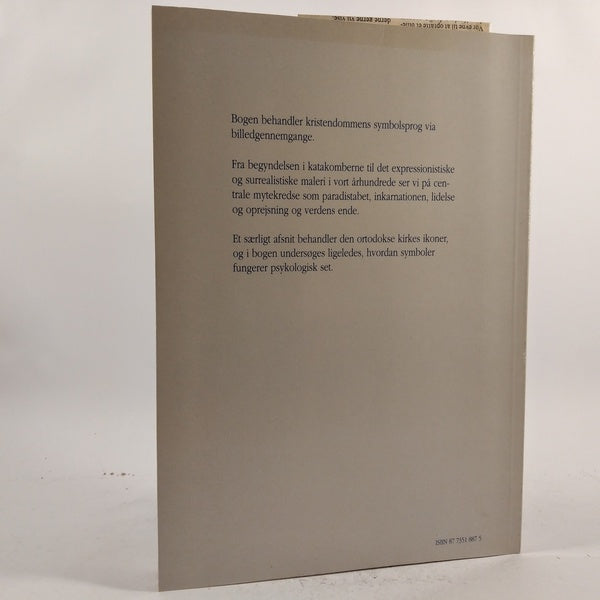 Bogen behandler kristendommens symbolsprog via
billedgennemgange.
Fra begyndelsen i katakomberne til det expressionistiske
og surrealistiske maleri i vort århundrede ser vi på cen-
trale mytekredse som paradistabet, inkarnationen, lidelse
og oprejsning og verdens ende.
Et særligt afsnit behandler den ortodokse kirkes ikoner,
og i bogen undersøges ligeledes, hvordan symboler
fungerer psykologisk set.
ISBN 87 7351 887 5